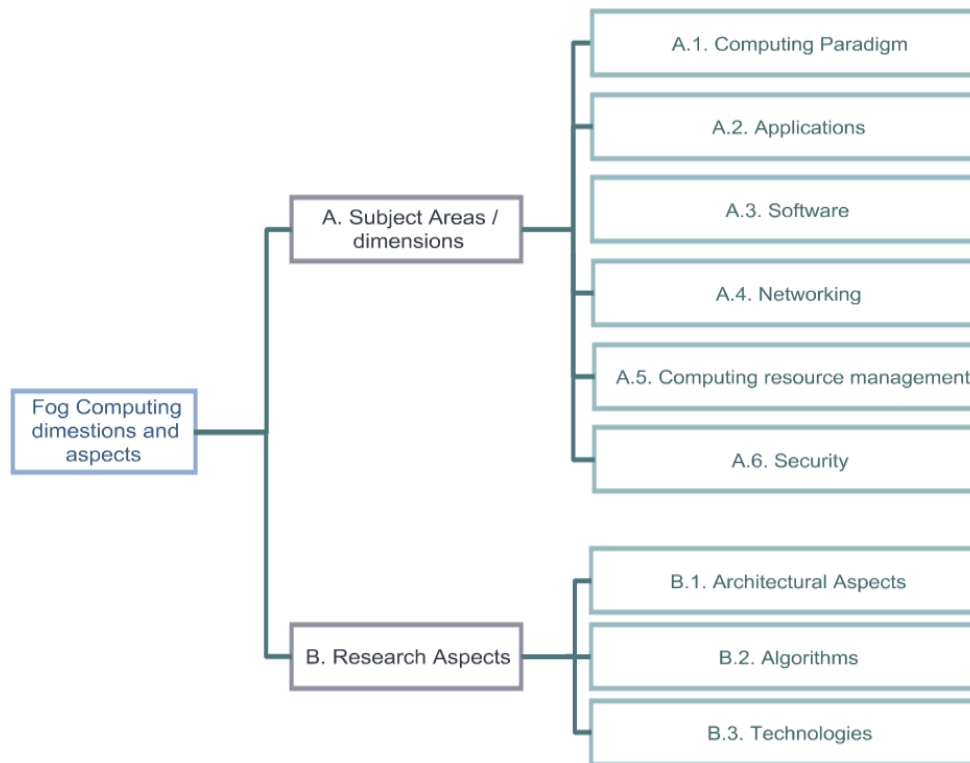 A.1. Computing Paradigm
A.2. Applications
A. Subject Areas /
dimensions
A.3. Software
A.4. Networking
A.5. Computing resource management
Fog Computing
dimestions and
aspects
A.6. Security
B.1. Architectural Aspects
B. Research Aspects
B.2. Algorithms
B.3. Technologies